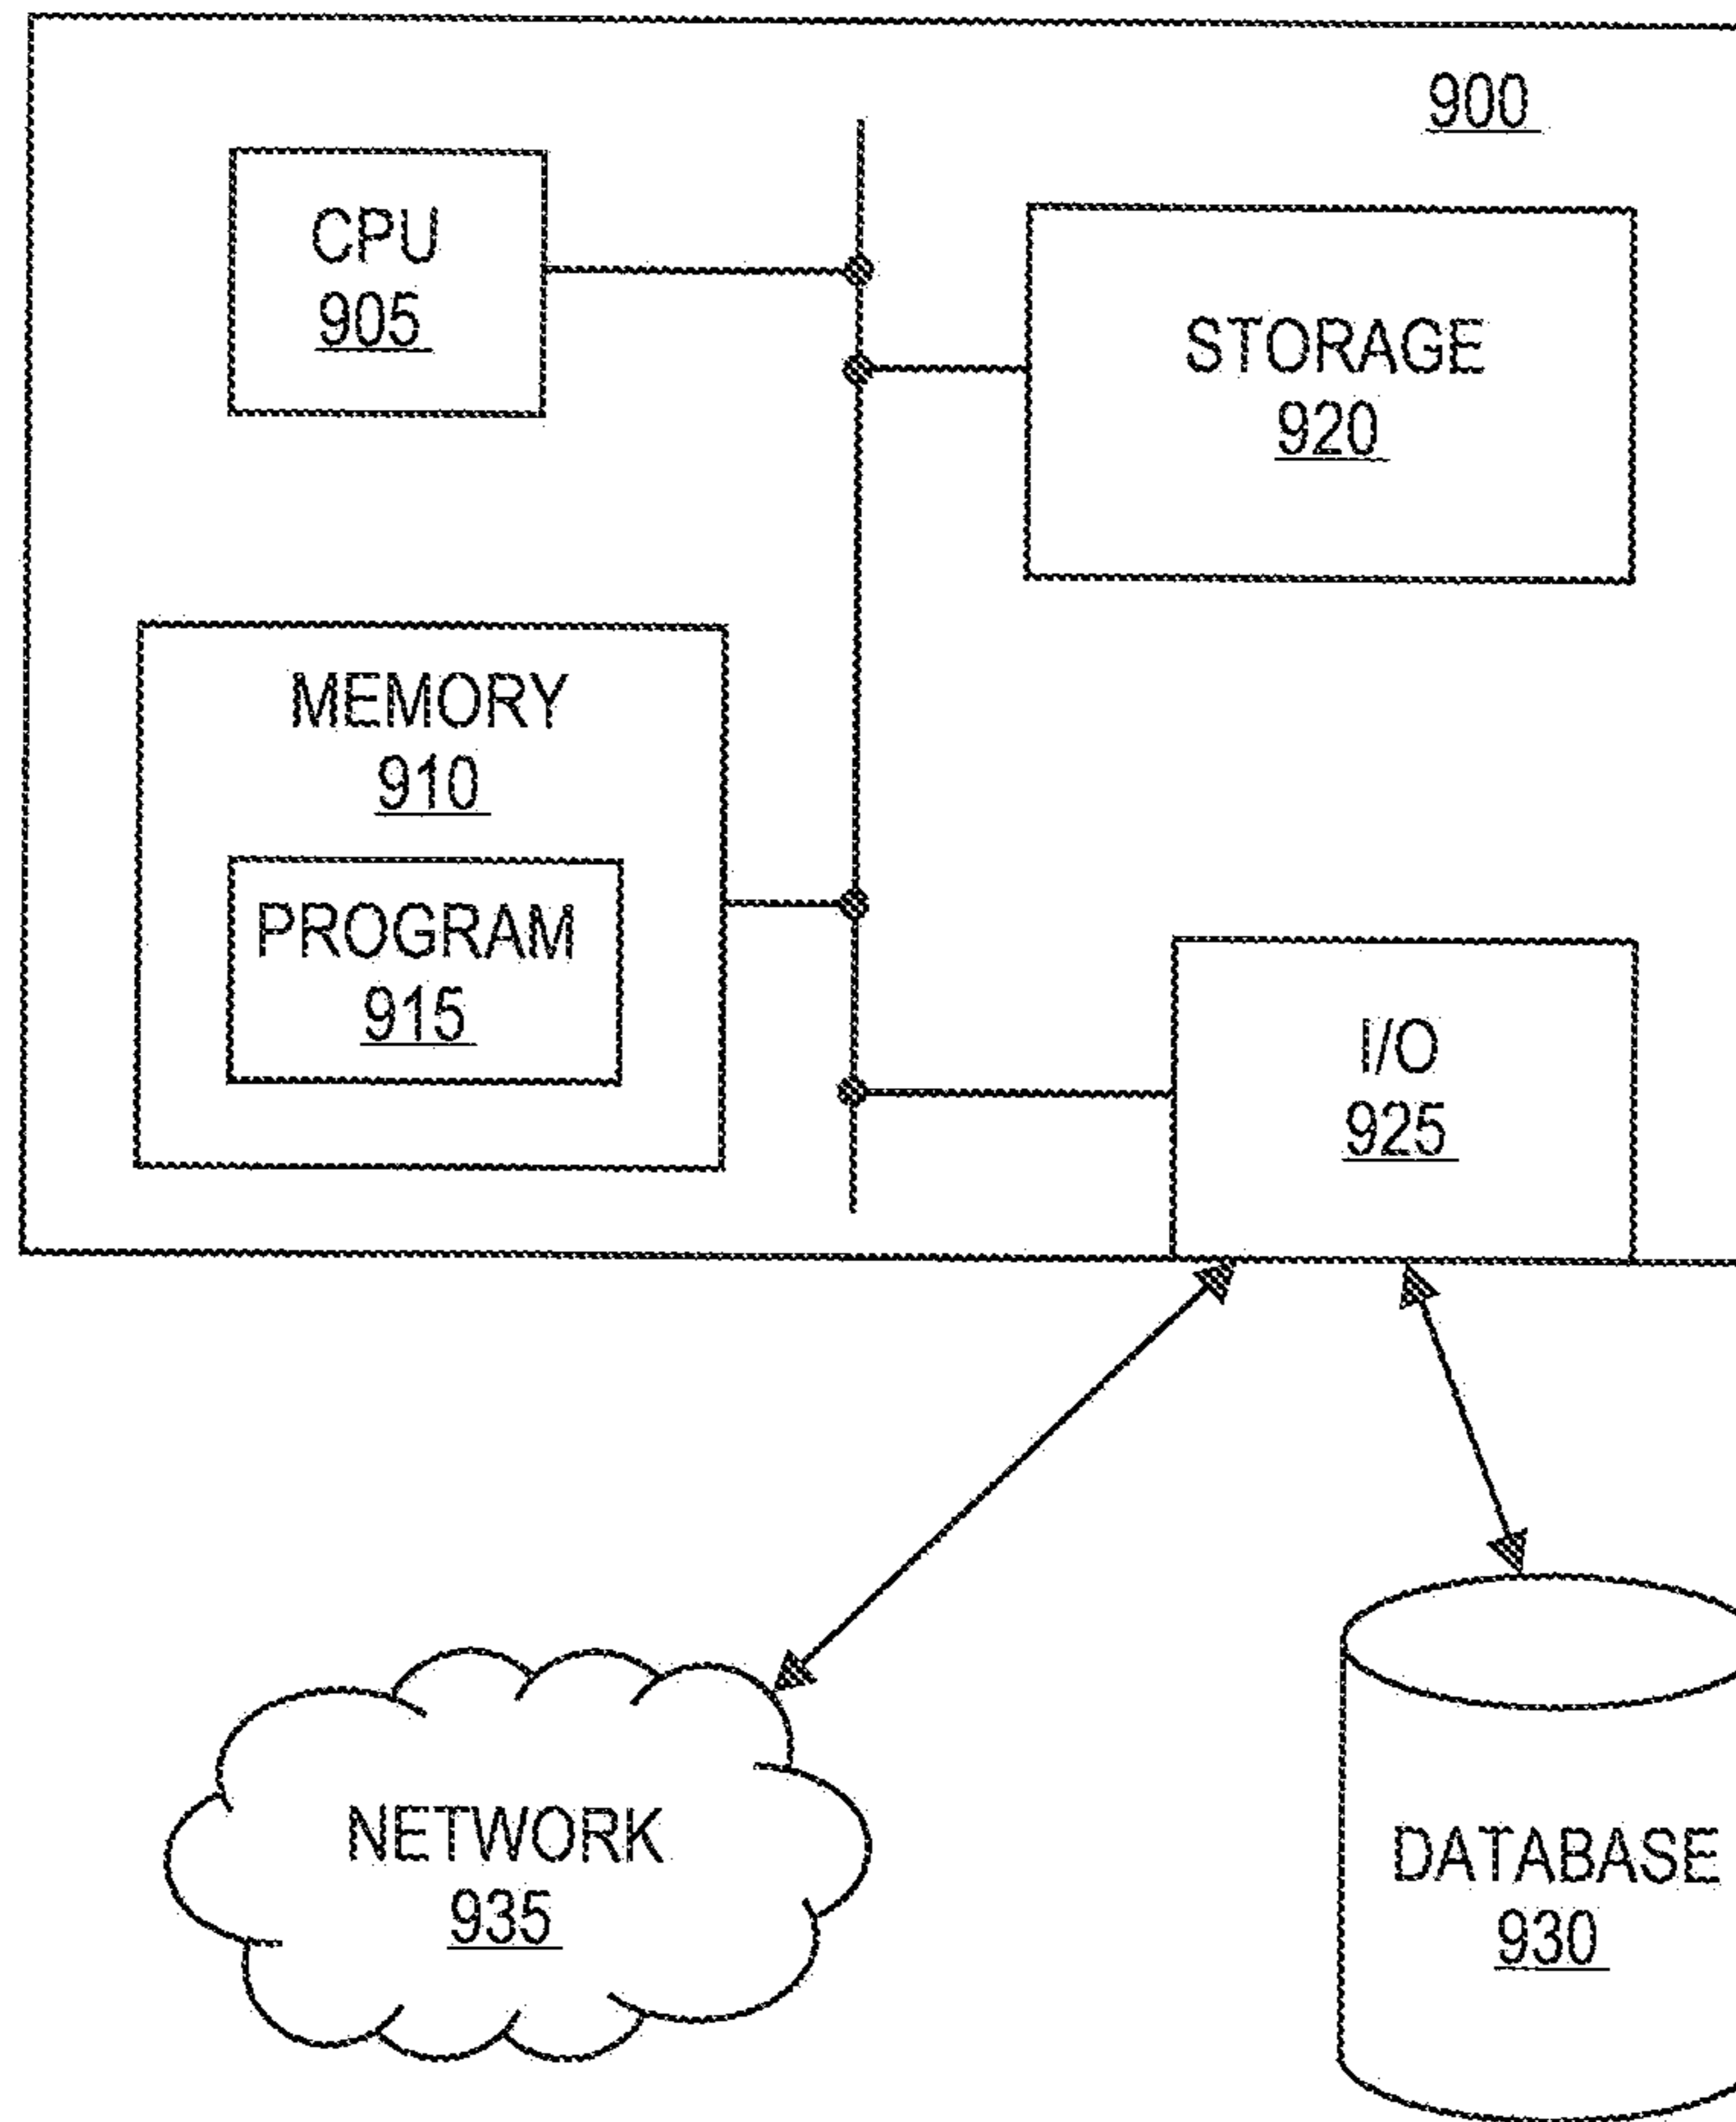 900
CPU
905
STORAGE
920
MEMORY
910
PROGRAM
915
I/O
925
NETWORK
935
DATABASE
930